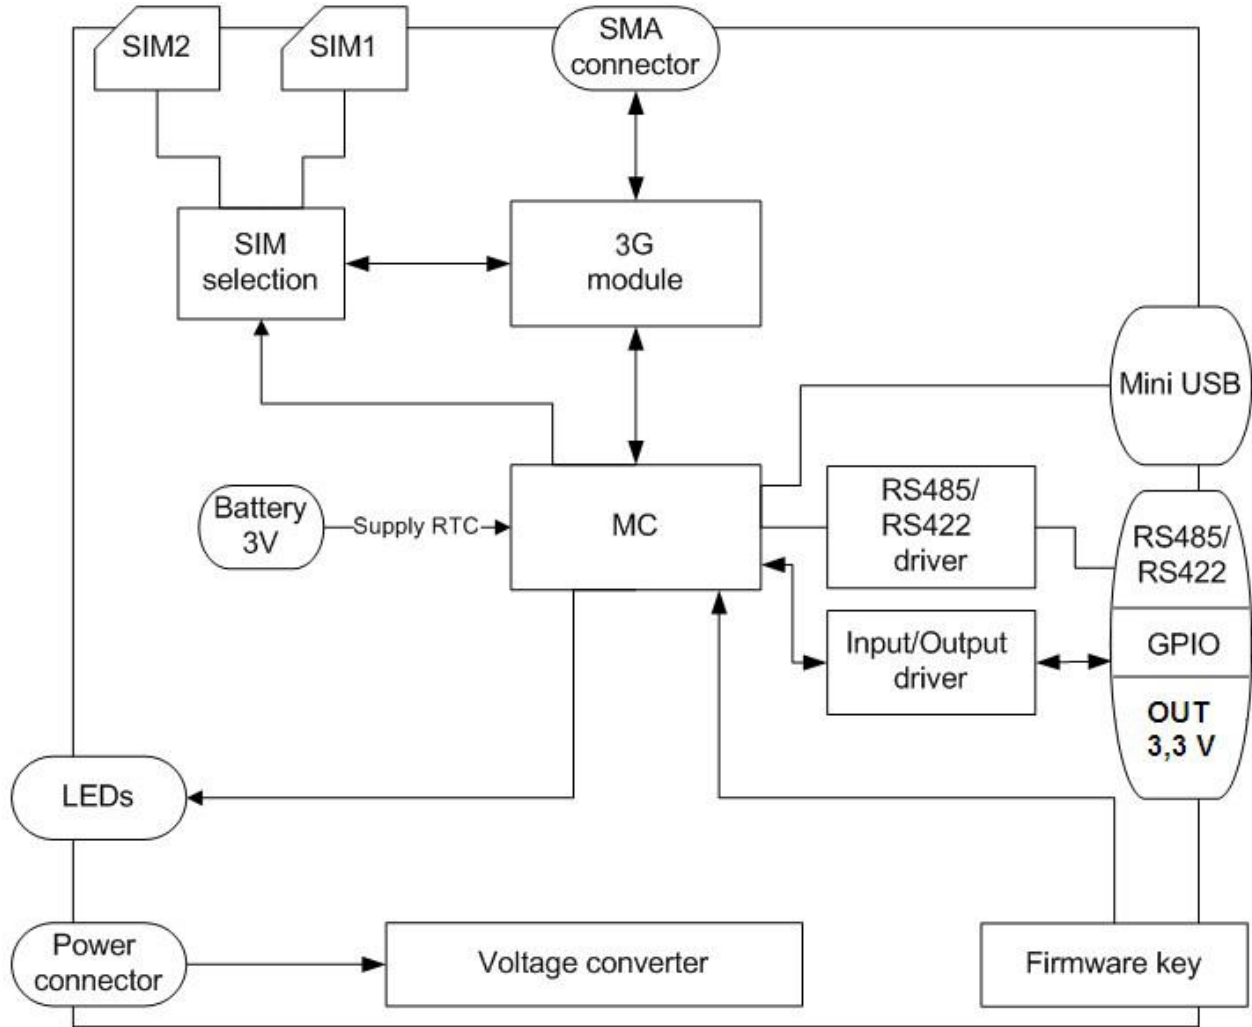 SIM2
SIM1
SMA
connector
SIM
selection
3G
module
Mini USB
Battery
3V
Supply RTC
MC
RS485/
RS422
driver
RS485/
RS422
Input/Output
driver
GPIO
OUT
3,3 V
LEDs
Power
connector
Voltage converter
Firmware key